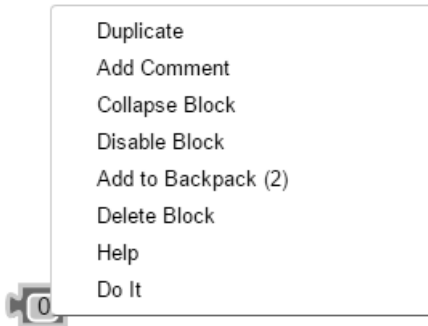 Duplicate
Add Comment
Collapse Block
Disable Block
Add to Backpack (2)
Delete Block
Help
Do It
0